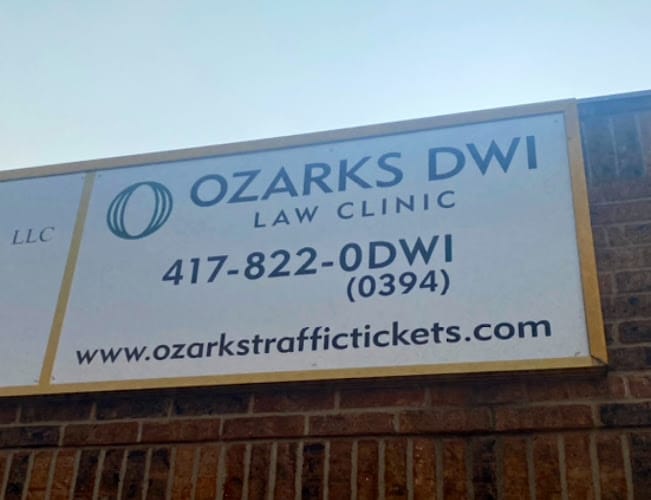 LLC
OZARKS DWI
LAW CLINIC
417-822-0DWI
(0394)
www.ozarkstraffictickets.com